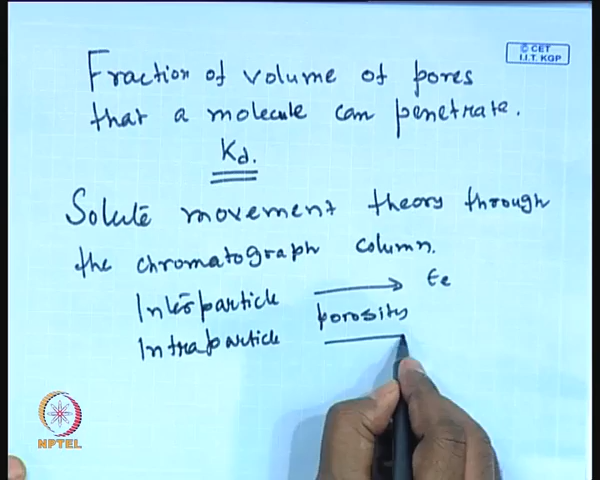 © CET
I.I.T. KGP
Fraction of volume of pores
that a molecule can penetrate.
Kd.
Solute movement theory through
the chromatograph column.
Interparticle → εe
porosity
Intraparticle
NPTEL